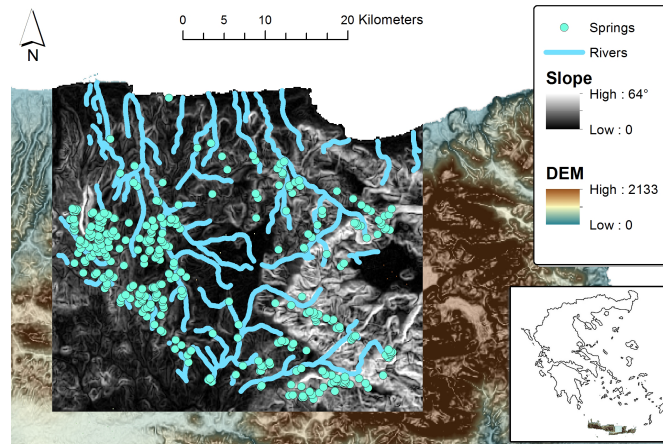 0 5 10 20 Kilometers
N
Springs
Rivers
Slope
High : 64°
Low : 0
DEM
High : 2133
Low : 0